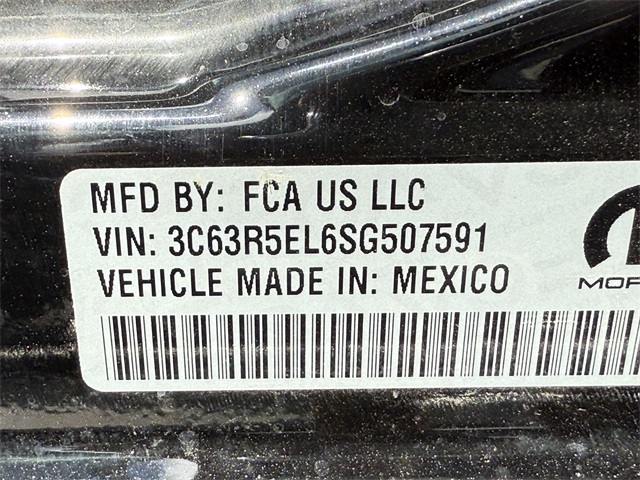 MFD BY: FCA US LLC
VIN: 3C63R5EL6SG507591
VEHICLE MADE IN: MEXICO